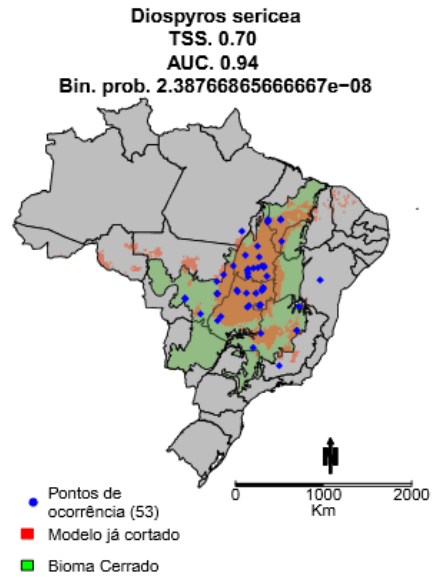 Diospyros sericea
TSS. 0.70
AUC. 0.94
Bin. prob. 2.38766865666667e−08
N
0 1000 2000
Km
Pontos de
ocorrência (53)
Modelo já cortado
Bioma Cerrado